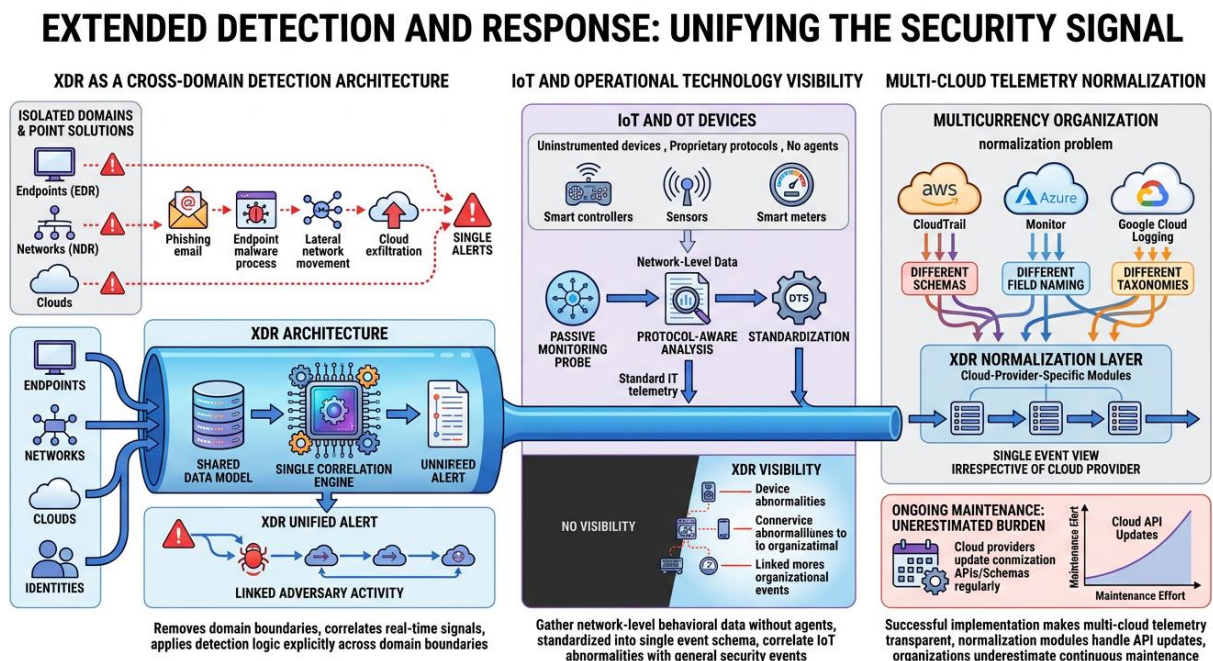 EXTENDED DETECTION AND RESPONSE: UNIFYING THE SECURITY SIGNAL
XDR AS A CROSS-DOMAIN DETECTION ARCHITECTURE
ISOLATED DOMAINS
& POINT SOLUTIONS
Endpoints (EDR)
Networks (NDR)
Clouds
Phishing
email
Endpoint
malware
process
Lateral
network
movement
Cloud
exfiltration
SINGLE
ALERTS
ENDPOINTS
NETWORKS
CLOUDS
IDENTITIES
XDR ARCHITECTURE
SHARED
DATA MODEL
SINGLE CORRELATION
ENGINE
UNNIFEED
ALERT
XDR UNIFIED ALERT
LINKED ADVERSARY ACTIVITY
Removes domain boundaries, correlates real-time signals,
applies detection logic explicitly across domain boundaries
IoT AND OPERATIONAL TECHNOLOGY VISIBILITY
IoT AND OT DEVICES
Uninstrumented devices , Proprietary protocols , No agents
Smart controllers
Sensors
Smart meters
Network-Level Data
DTS
PASSIVE
MONITORING
PROBE
PROTOCOL-AWARE
ANALYSIS
STANDARDIZATION
Standard IT
telemetry
NO VISIBILITY
XDR VISIBILITY
Device
abnormalities
Connervice
abnormalillunes to
io organizatimal
Linked mores
organizational
events
Gather network-level behavioral data without agents,
standardized into single event schema, correlate IoT
abnormalities with general security events
MULTI-CLOUD TELEMETRY NORMALIZATION
MULTICURRENCY ORGANIZATION
normalization problem
aws
CloudTrail
Azure
Monitor
Google Cloud
Logging
DIFFERENT
SCHEMAS
DIFFERENT
FIELD NAMING
DIFFERENT
TAXONOMIES
XDR NORMALIZATION LAYER
Cloud-Provider-Specific Modules
SINGLE EVENT VIEW
IRRESPECTIVE OF CLOUD PROVIDER
ONGOING MAINTENANCE:
UNERESTIMATED BURDEN
Cloud providers
update conmization
APIs/Schemas
regularly
Maintenance Efert
Cloud API
Updates
Maintenance Effort
Successful implementation makes multi-cloud telemetry
transparent, normalization modules handle API updates,
organizations underestimate continuous maintenance